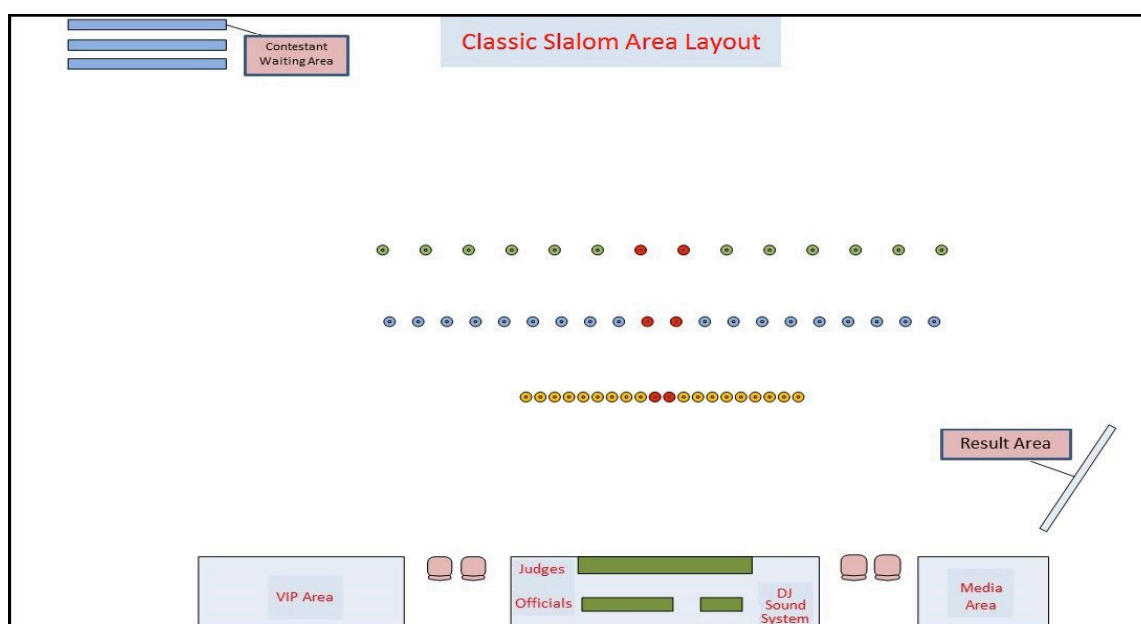 Classic Slalom Area Layout
Contestant
Waiting Area
Result Area
Judges
Officials
DJ
Sound
System
VIP Area
Media
Area